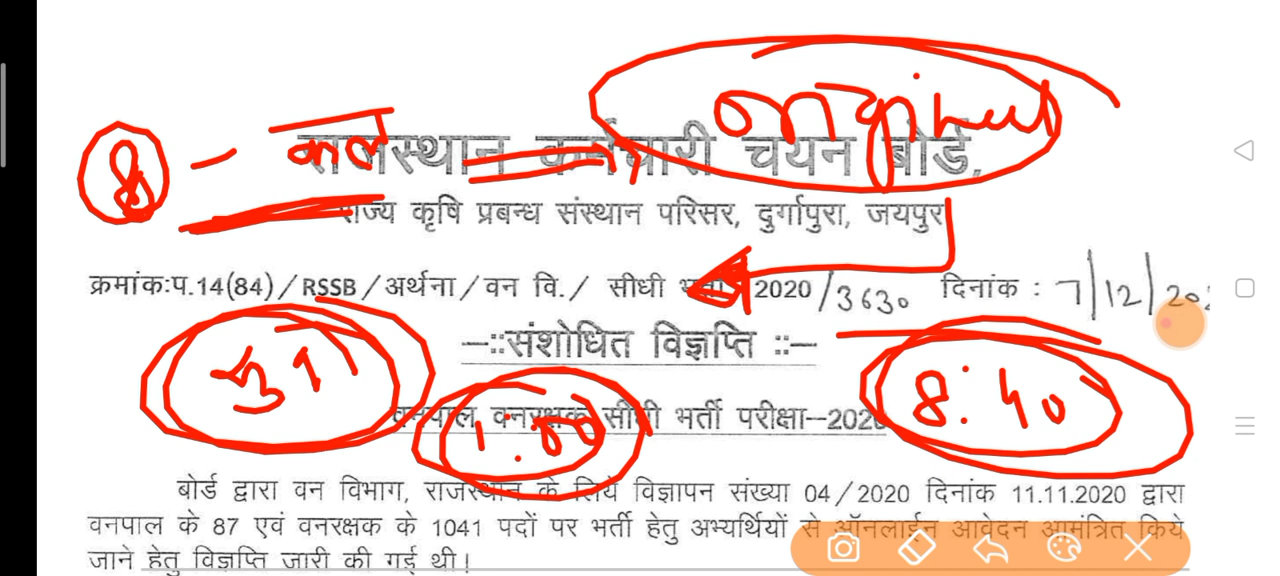 original
8 - कल
राजस्थान कर्मचारी चयन बोर्ड,
राज्य कृषि प्रबन्ध संस्थान परिसर, दुर्गापुरा, जयपुर
क्रमांक:प.14(84)/RSSB/अर्थना/वन वि./ सीधी भर्ती 2020/3630 दिनांक : 7/12/20
-::संशोधित विज्ञप्ति ::-
1:00
8:40
वनपाल, वनरक्षक सीधी भर्ती परीक्षा-2020
बोर्ड द्वारा वन विभाग, राजस्थान के लिये विज्ञापन संख्या 04/2020 दिनांक 11.11.2020 द्वारा
वनपाल के 87 एवं वनरक्षक के 1041 पदों पर भर्ती हेतु अभ्यर्थियों से ऑनलाईन आवेदन आमंत्रित किये
जाने हेतु विज्ञप्ति जारी की गई थी।